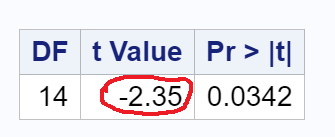 DF t Value Pr > |t|
14 -2.35 0.0342